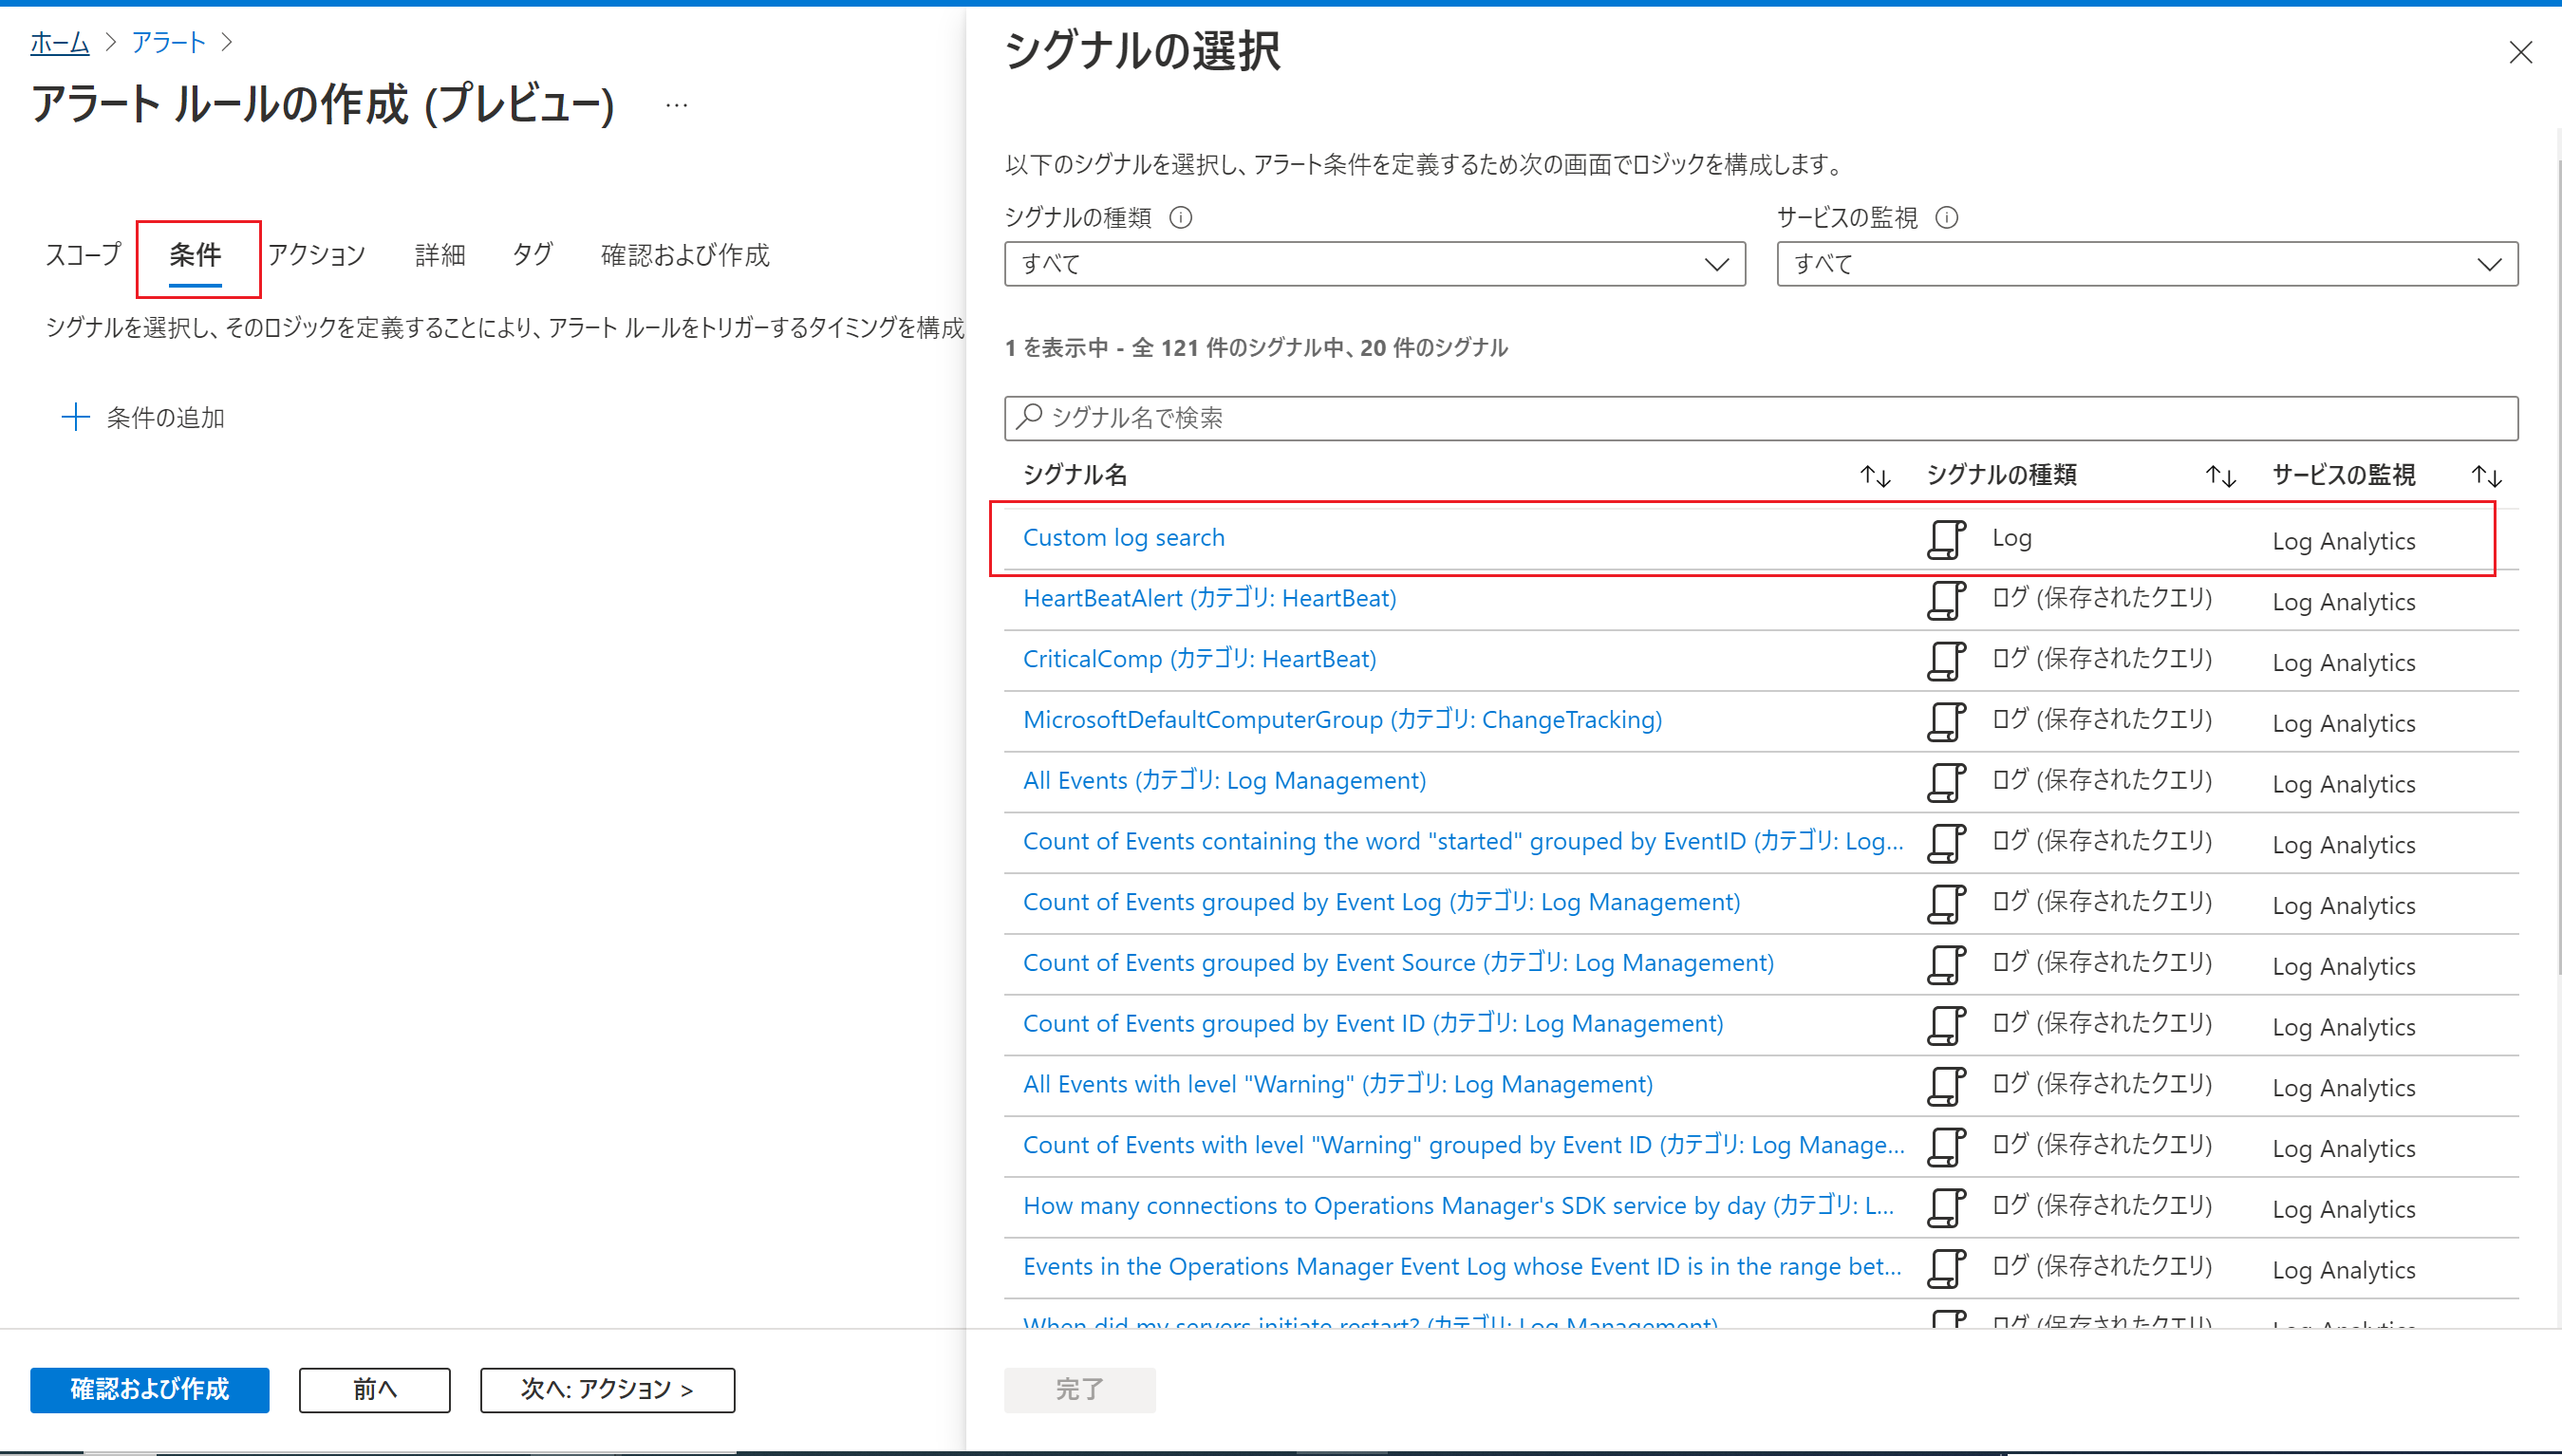 ホーム > アラート >
アラート ルールの作成 (プレビュー) ...
スコープ 条件 アクション 詳細 タグ 確認および作成
シグナルを選択し、そのロジックを定義することにより、アラート ルールをトリガーするタイミングを構成
+ 条件の追加
確認および作成 前へ 次へ: アクション >
シグナルの選択
以下のシグナルを選択し、アラート条件を定義するため次の画面でロジックを構成します。
シグナルの種類 サービスの監視
すべて すべて
1 を表示中 - 全 121 件のシグナル中、20 件のシグナル
シグナル名で検索
シグナル名 シグナルの種類 サービスの監視
Custom log search Log Log Analytics
HeartBeatAlert (カテゴリ: HeartBeat) ログ (保存されたクエリ) Log Analytics
CriticalComp (カテゴリ: HeartBeat) ログ (保存されたクエリ) Log Analytics
MicrosoftDefaultComputerGroup (カテゴリ: ChangeTracking) ログ (保存されたクエリ) Log Analytics
All Events (カテゴリ: Log Management) ログ (保存されたクエリ) Log Analytics
Count of Events containing the word "started" grouped by EventID (カテゴリ: Log... ログ (保存されたクエリ) Log Analytics
Count of Events grouped by Event Log (カテゴリ: Log Management) ログ (保存されたクエリ) Log Analytics
Count of Events grouped by Event Source (カテゴリ: Log Management) ログ (保存されたクエリ) Log Analytics
Count of Events grouped by Event ID (カテゴリ: Log Management) ログ (保存されたクエリ) Log Analytics
All Events with level "Warning" (カテゴリ: Log Management) ログ (保存されたクエリ) Log Analytics
Count of Events with level "Warning" grouped by Event ID (カテゴリ: Log Manage... ログ (保存されたクエリ) Log Analytics
How many connections to Operations Manager's SDK service by day (カテゴリ: L... ログ (保存されたクエリ) Log Analytics
Events in the Operations Manager Event Log whose Event ID is in the range bet... ログ (保存されたクエリ) Log Analytics
When did my servers initiate restart? (カテゴリ: Log Management) ログ (保存されたクエリ) Log Analytics
完了